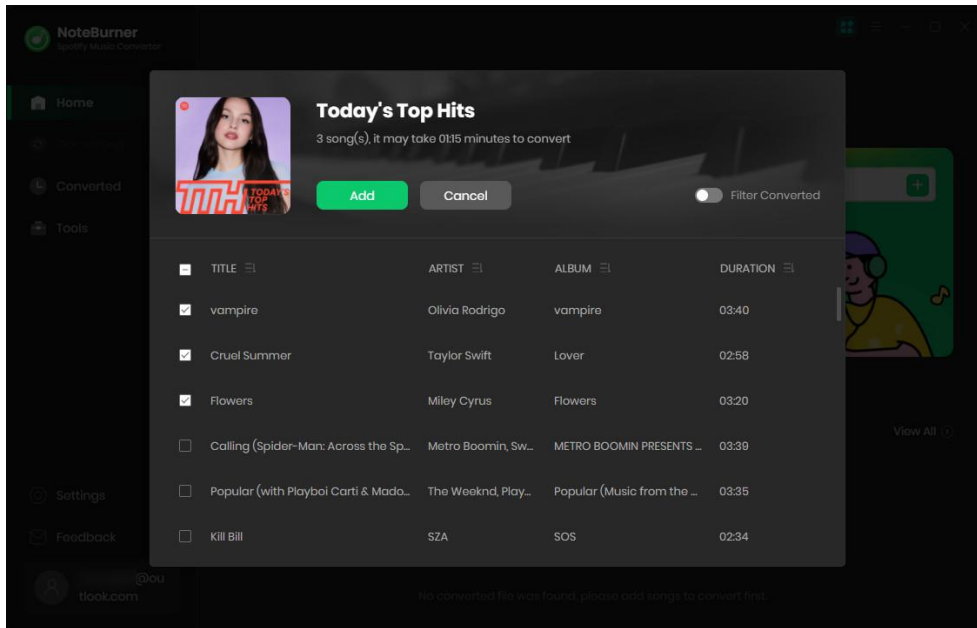 NoteBurner
Spotify Music Converter
Home
Converted
Tools
Settings
Feedback
@ou
tlook.com
TTH TODAY'S
TOP
HITS
Today's Top Hits
3 song(s), it may take 01:15 minutes to convert
Add Cancel Filter Converted
TITLE ARTIST ALBUM DURATION
vampire Olivia Rodrigo vampire 03:40
Cruel Summer Taylor Swift Lover 02:58
Flowers Miley Cyrus Flowers 03:20
Calling (Spider-Man: Across the Sp... Metro Boomin, Sw... METRO BOOMIN PRESENTS ... 03:39
Popular (with Playboi Carti & Mado... The Weeknd, Play... Popular (Music from the ... 03:35
Kill Bill SZA SOS 02:34
View All
No converted file was found, please add songs to convert first.